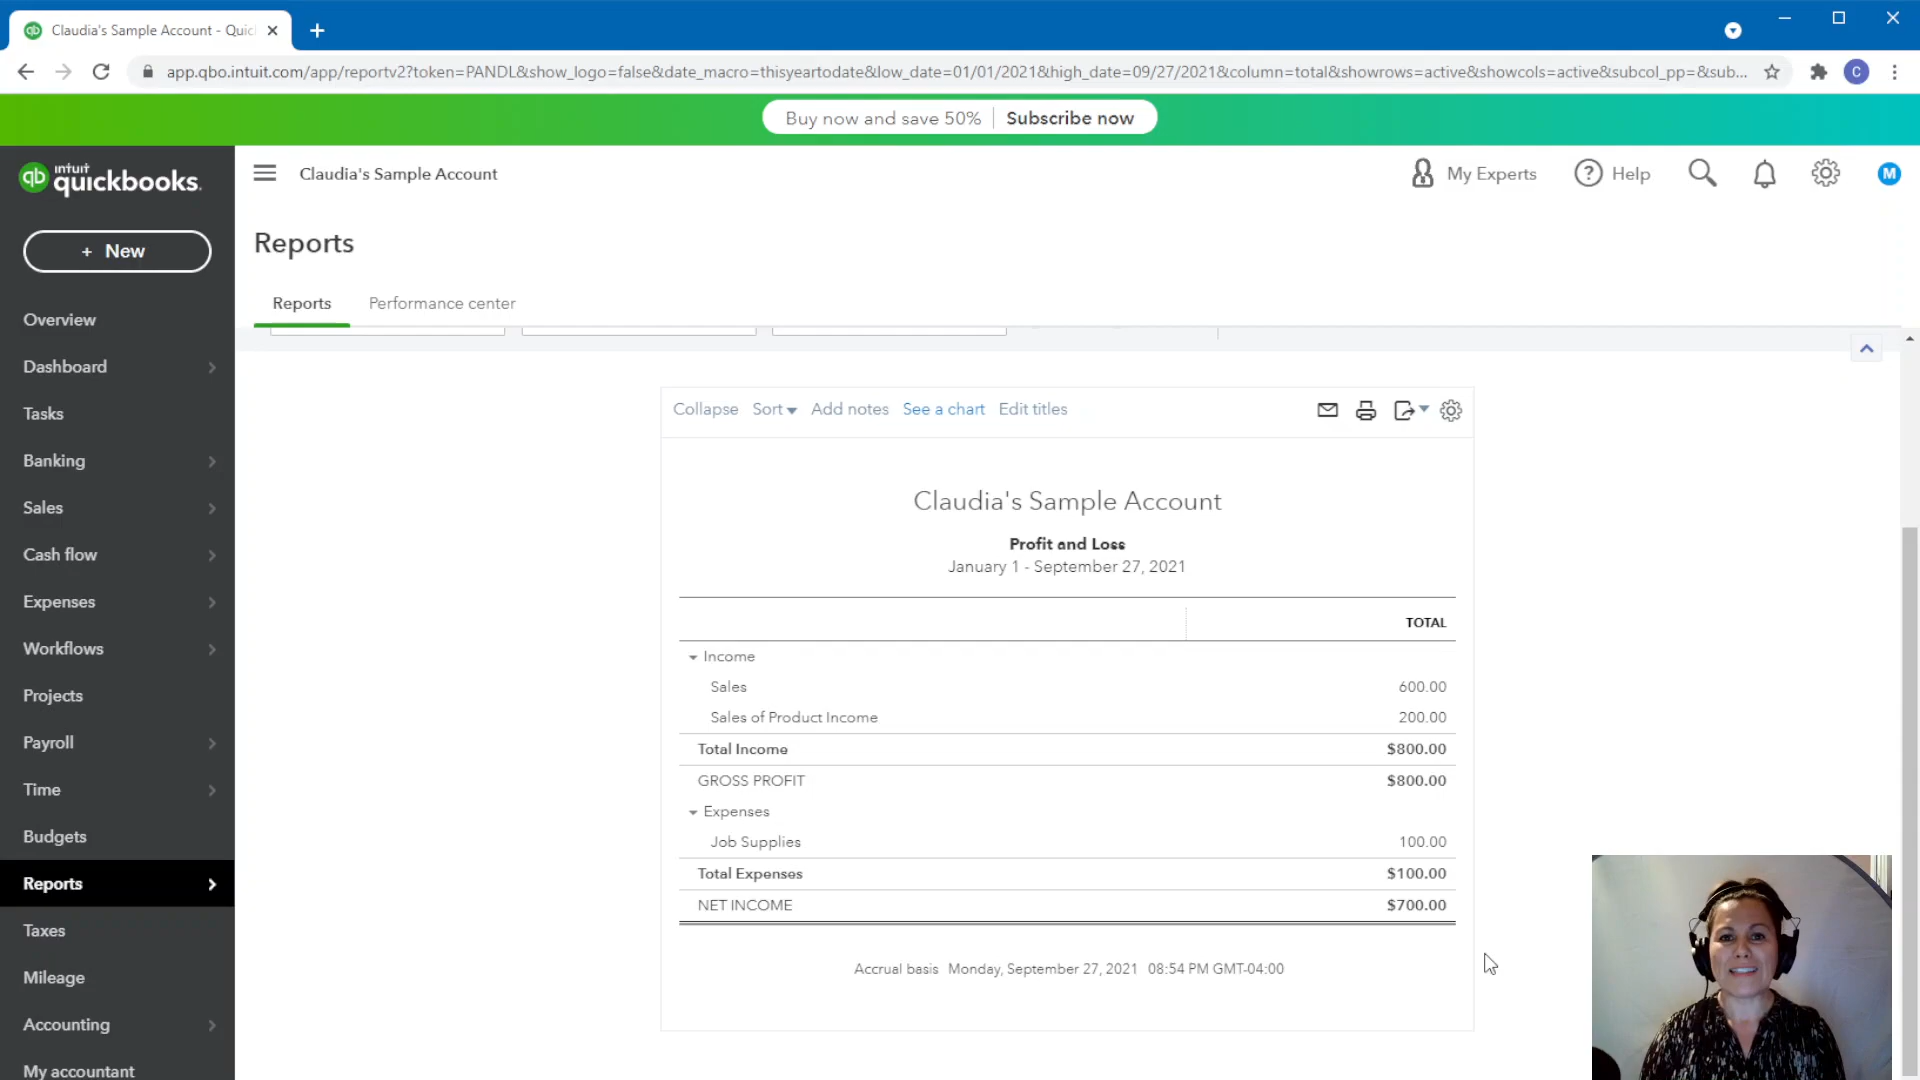 Claudia's Sample Account - Quic
app.qbo.intuit.com/app/reportv2?token=PANDL&show_logo=false&date_macro=thisyeartodate&low_date=01/01/2021&high_date=09/27/2021&column=total&showrows=active&showcols=active&subcol_pp=&sub...
C
Buy now and save 50% Subscribe now
qb intuit quickbooks.
Claudia's Sample Account
My Experts
? Help
M
+ New
Reports
Reports
Performance center
Overview
Dashboard
Tasks
Banking
Sales
Cash flow
Expenses
Workflows
Projects
Payroll
Time
Budgets
Reports
Taxes
Mileage
Accounting
My accountant
Collapse Sort Add notes See a chart Edit titles
Claudia's Sample Account
Profit and Loss
January 1 - September 27, 2021
TOTAL
Income
Sales 600.00
Sales of Product Income 200.00
Total Income $800.00
GROSS PROFIT $800.00
Expenses
Job Supplies 100.00
Total Expenses $100.00
NET INCOME $700.00
Accrual basis Monday, September 27, 2021 08:54 PM GMT-04:00